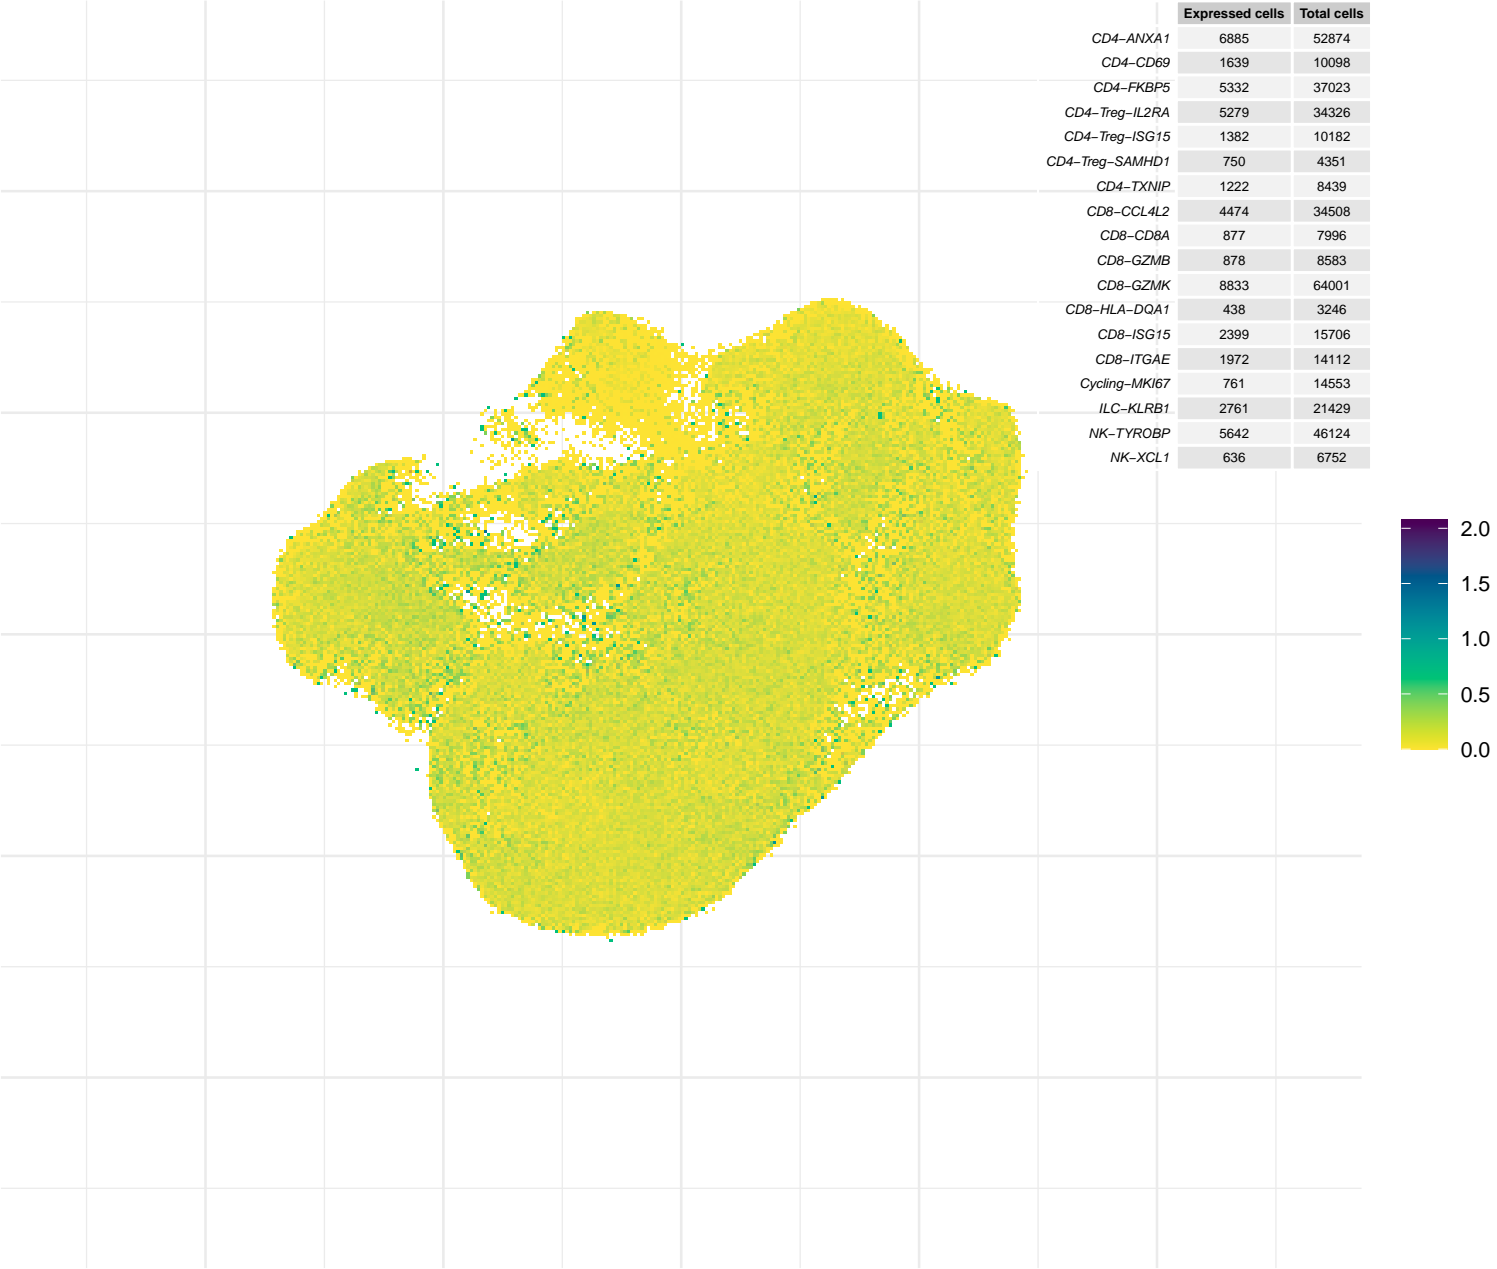 Expressed cells Total cells
CD4−ANXA1 6885 52874
CD4−CD69 1639 10098
CD4−FKBP5 5332 37023
CD4−Treg−IL2RA 5279 34326
CD4−Treg−ISG15 1382 10182
CD4−Treg−SAMHD1 750 4351
CD4−TXNIP 1222 8439
CD8−CCL4L2 4474 34508
CD8−CD8A 877 7996
CD8−GZMB 878 8583
CD8−GZMK 8833 64001
CD8−HLA−DQA1 438 3246
CD8−ISG15 2399 15706
CD8−ITGAE 1972 14112
Cycling−MKI67 761 14553
ILC−KLRB1 2761 21429
NK−TYROBP 5642 46124
NK−XCL1 636 6752
2.0
1.5
1.0
0.5
0.0